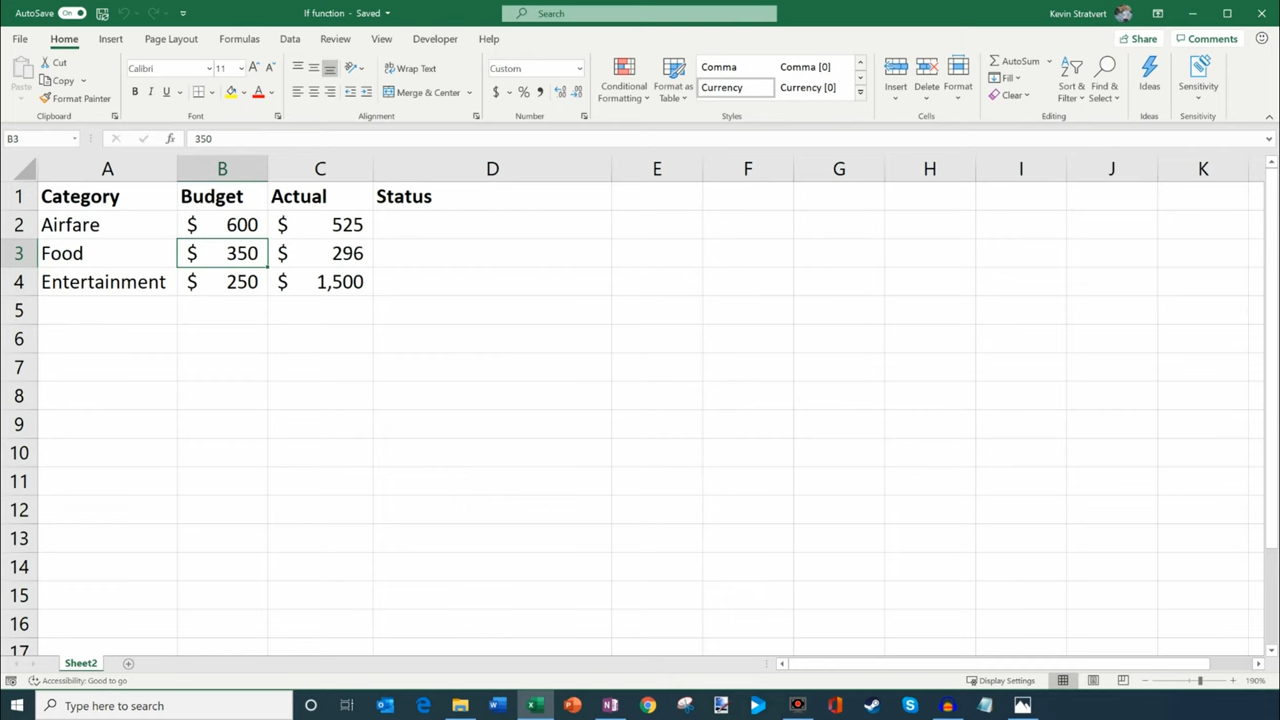 AutoSave On If function - Saved Search Kevin Stratvert
File Home Insert Page Layout Formulas Data Review View Developer Help Share Comments
Paste Cut Calibri 11 Wrap Text Custom Conditional Formatting Format as Table Comma Comma [0] Insert Delete Format AutoSum Sort & Filter Find & Select Ideas Sensitivity
Copy Fill
Format Painter B I U Merge & Center $ % Currency Currency [0] Clear
Clipboard Font Alignment Number Styles Cells Editing Ideas Sensitivity
B3 fx 350
A B C D E F G H I J K
1 Category Budget Actual Status
2 Airfare $ 600 $ 525
3 Food $ 350 $ 296
4 Entertainment $ 250 $ 1,500
5
6
7
8
9
10
11
12
13
14
15
16
17
Sheet2
Accessibility: Good to go Display Settings 190%
Type here to search